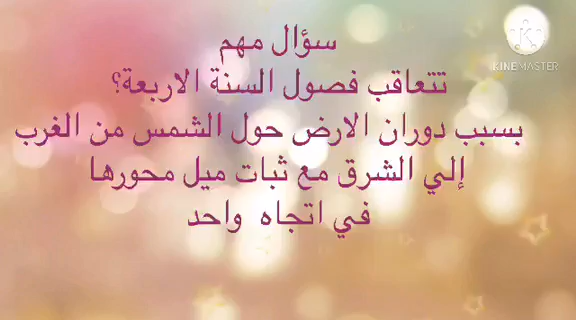 سؤال مهم
تتعاقب فصول السنة الاربعة؟
بسبب دوران الارض حول الشمس من الغرب
إلي الشرق مع ثبات ميل محورها
في اتجاه واحد
KINEMASTER